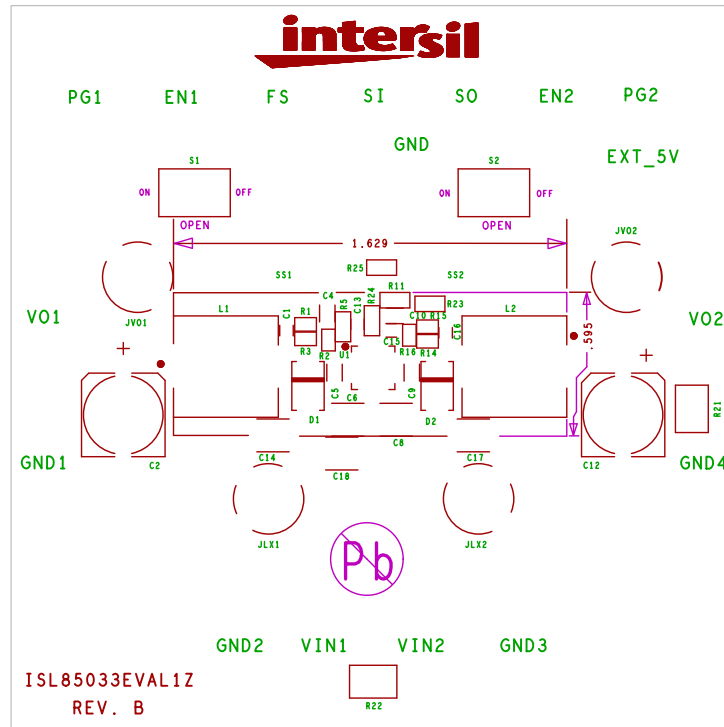 intersil
PG1 EN1 FS SI SO EN2 PG2
GND
EXT_5V
S1 S2
ON OFF ON OFF
OPEN OPEN
JVO2
1.629
R25
SS1 SS2
R11
R23
C4 C13 R24
C1 R1 R5 C10 R15 C16
L1 L2
VO1 VO2
JVO1
.595
C15
R3 R2 U1 R16 R14
C5 C6 C9
R21
D1 D2
C8
GND1 C2 C14 C17 C12 GND4
C18
JLX1 JLX2
Pb
GND2 VIN1 VIN2 GND3
ISL85033EVAL1Z
REV. B
R22